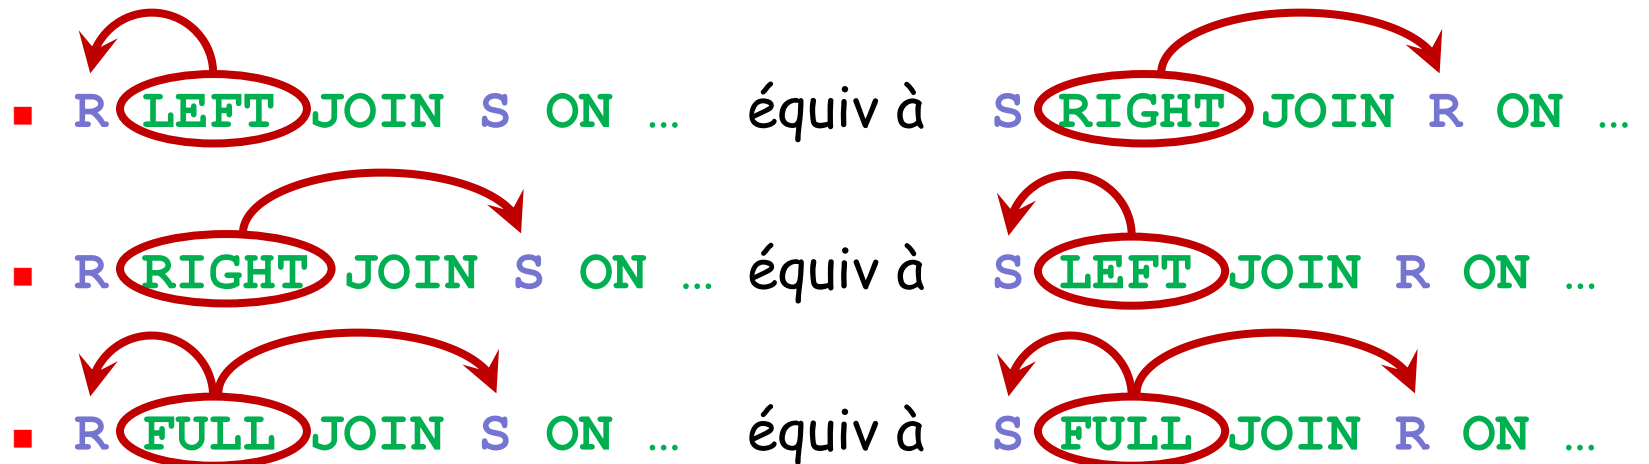 R LEFT JOIN S ON … équiv à S RIGHT JOIN R ON …
R RIGHT JOIN S ON … équiv à S LEFT JOIN R ON …
R FULL JOIN S ON … équiv à S FULL JOIN R ON …